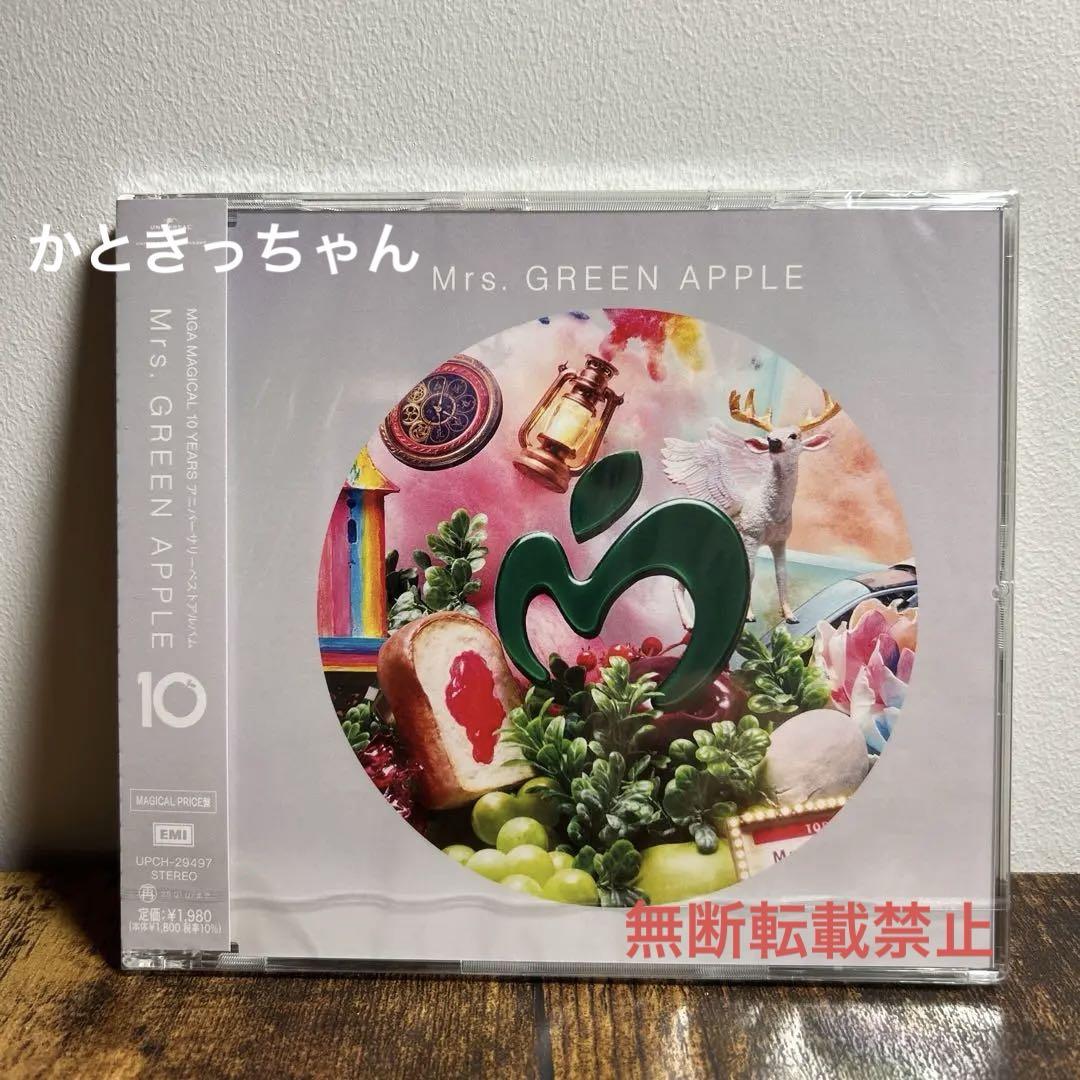 かときっちゃん
Mrs. GREEN APPLE
MGA MAGICAL 10 YEARS アニバーサリーベストアルバム
Mrs. GREEN APPLE
10
MAGICAL PRICE盤
EMI
UPCH-29497
STEREO
再
定価:¥1,980
(本体¥1,800 税率10%)
無断転載禁止